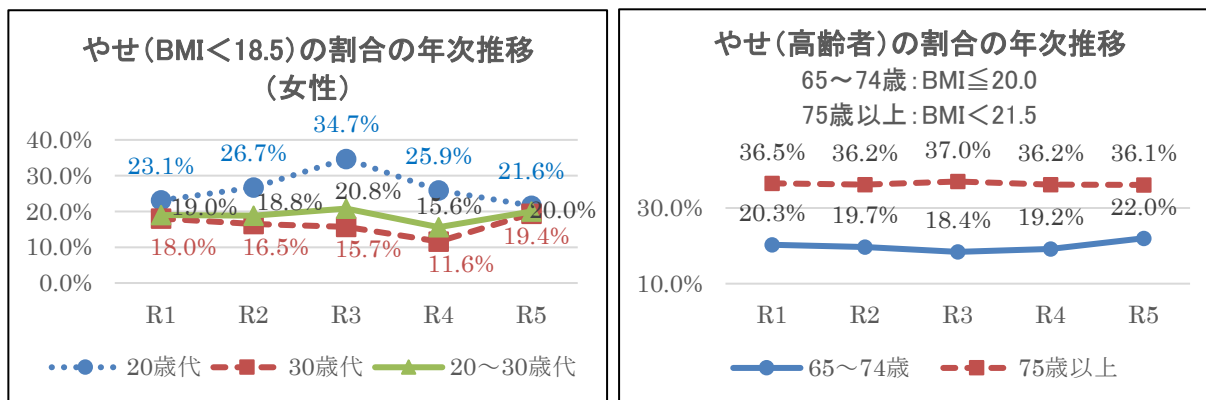 やせ(BMI<18.5)の割合の年次推移
(女性)
40.0%
30.0%
20.0%
10.0%
0.0%
23.1%
26.7%
34.7%
25.9%
21.6%
19.0%
18.8%
20.8%
15.6%
20.0%
18.0%
16.5%
15.7%
11.6%
19.4%
R1 R2 R3 R4 R5
20歳代 30歳代 20~30歳代
やせ(高齢者)の割合の年次推移
65~74歳:BMI≦20.0
75歳以上:BMI<21.5
36.5% 36.2% 37.0% 36.2% 36.1%
30.0%
20.3% 19.7% 18.4% 19.2% 22.0%
10.0%
R1 R2 R3 R4 R5
65~74歳 75歳以上